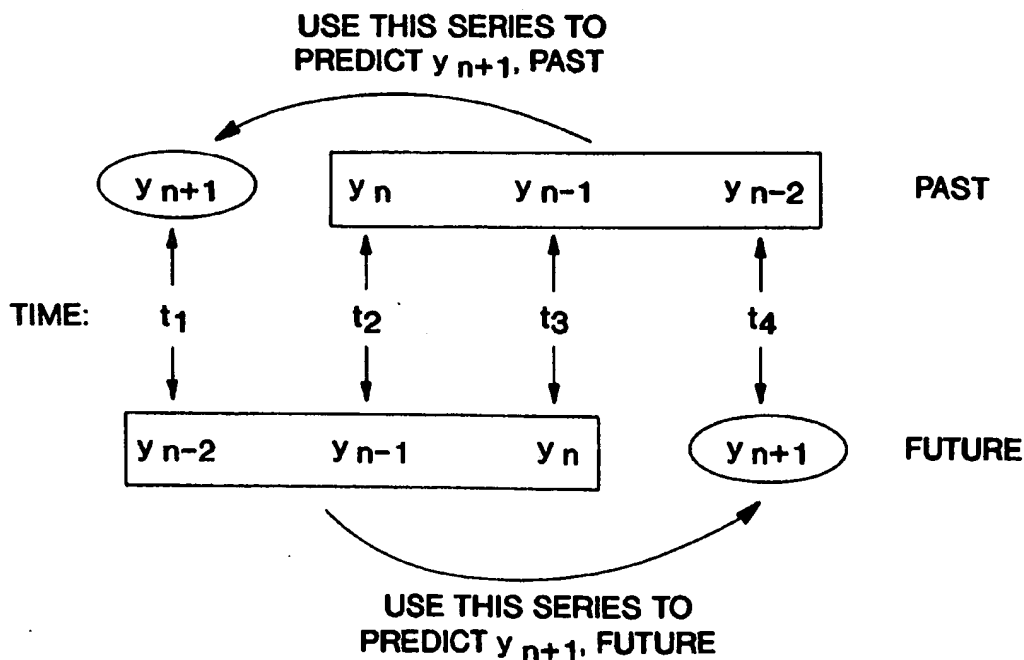 USE THIS SERIES TO
PREDICT y n+1, PAST
y n+1 y n y n-1 y n-2 PAST
TIME: t1 t2 t3 t4
y n-2 y n-1 y n y n+1 FUTURE
USE THIS SERIES TO
PREDICT y n+1, FUTURE